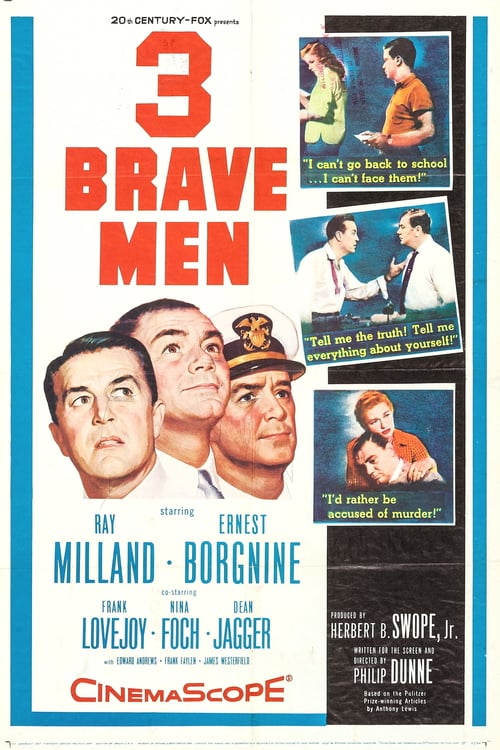 20th CENTURY-FOX presents
3
BRAVE
MEN
"I can't go back to school
...I can't face them!"
"Tell me the truth! Tell me
everything about yourself!"
"I'd rather be
accused of murder!"
starring
RAY
MILLAND · 
ERNEST
BORGNINE
co-starring
FRANK
LOVEJOY · 
NINA
FOCH · 
DEAN
JAGGER
with EDWARD ANDREWS · FRANK FAYLEN · JAMES WESTERFIELD
CINEMASCOPE®
PRODUCED BY
HERBERT B. SWOPE, Jr.
WRITTEN FOR THE SCREEN AND
DIRECTED BY
PHILIP DUNNE
Based on the Pulitzer
Prize-winning Articles
by Anthony Lewis